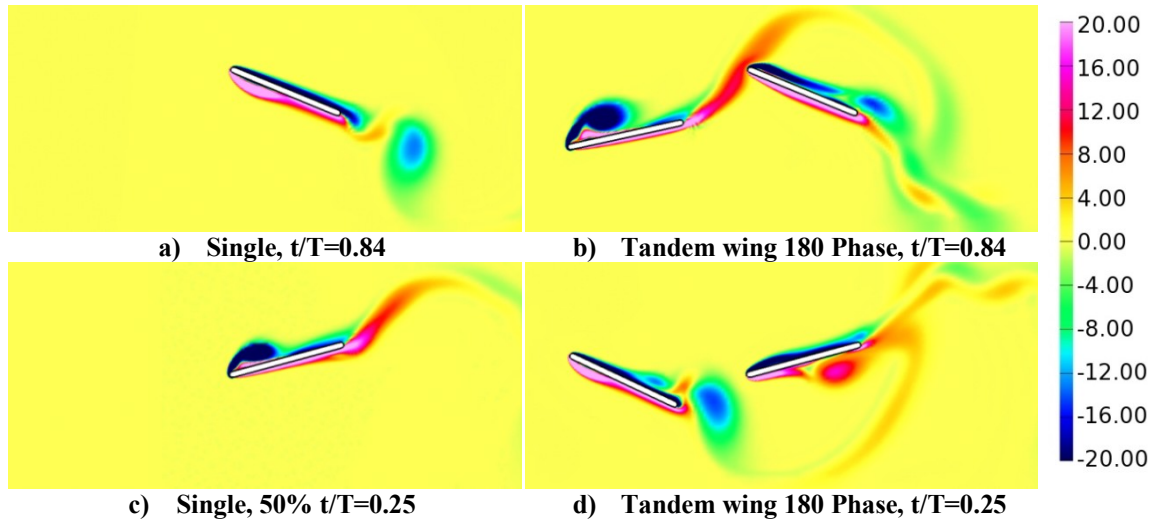 20.00
16.00
12.00
8.00
4.00
0.00
-4.00
-8.00
-12.00
-16.00
-20.00
a) Single, t/T=0.84
b) Tandem wing 180 Phase, t/T=0.84
c) Single, 50% t/T=0.25
d) Tandem wing 180 Phase, t/T=0.25